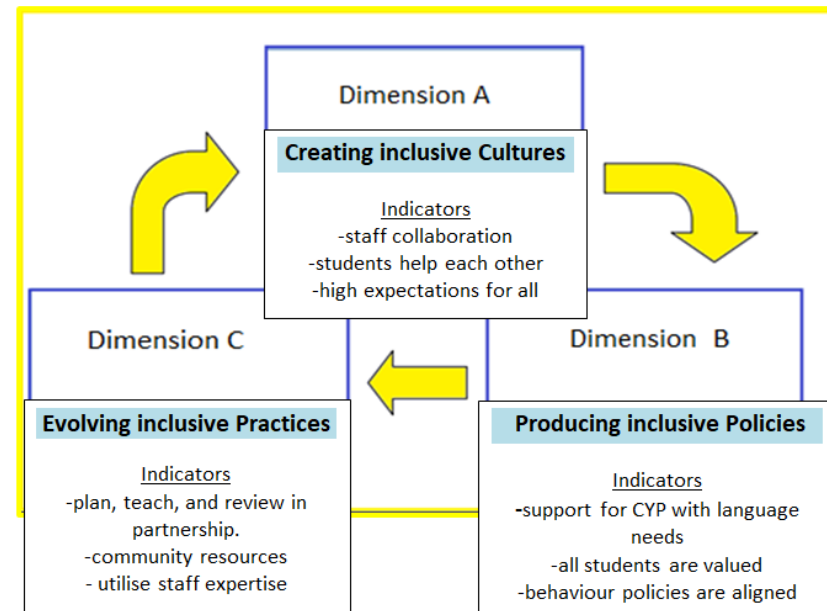 Dimension A
Creating inclusive Cultures
Indicators
-staff collaboration
-students help each other
-high expectations for all
Dimension C
Evolving inclusive Practices
Indicators
-plan, teach, and review in
partnership.
-community resources
- utilise staff expertise
Dimension B
Producing inclusive Policies
Indicators
-support for CYP with language
needs
-all students are valued
-behaviour policies are aligned